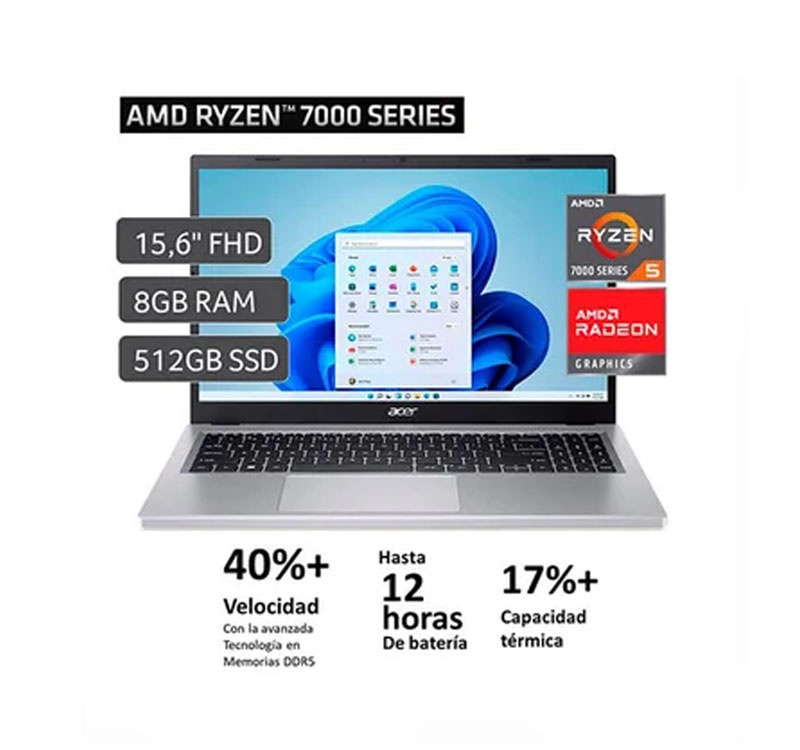 AMD RYZEN™ 7000 SERIES
15,6" FHD
8GB RAM
512GB SSD
AMD
RYZEN
7000 SERIES 5
AMD
RADEON
GRAPHICS
acer
40%+
Velocidad
Con la avanzada
Tecnología en
Memorias DDR5
Hasta
12
horas
De batería
17%+
Capacidad
térmica